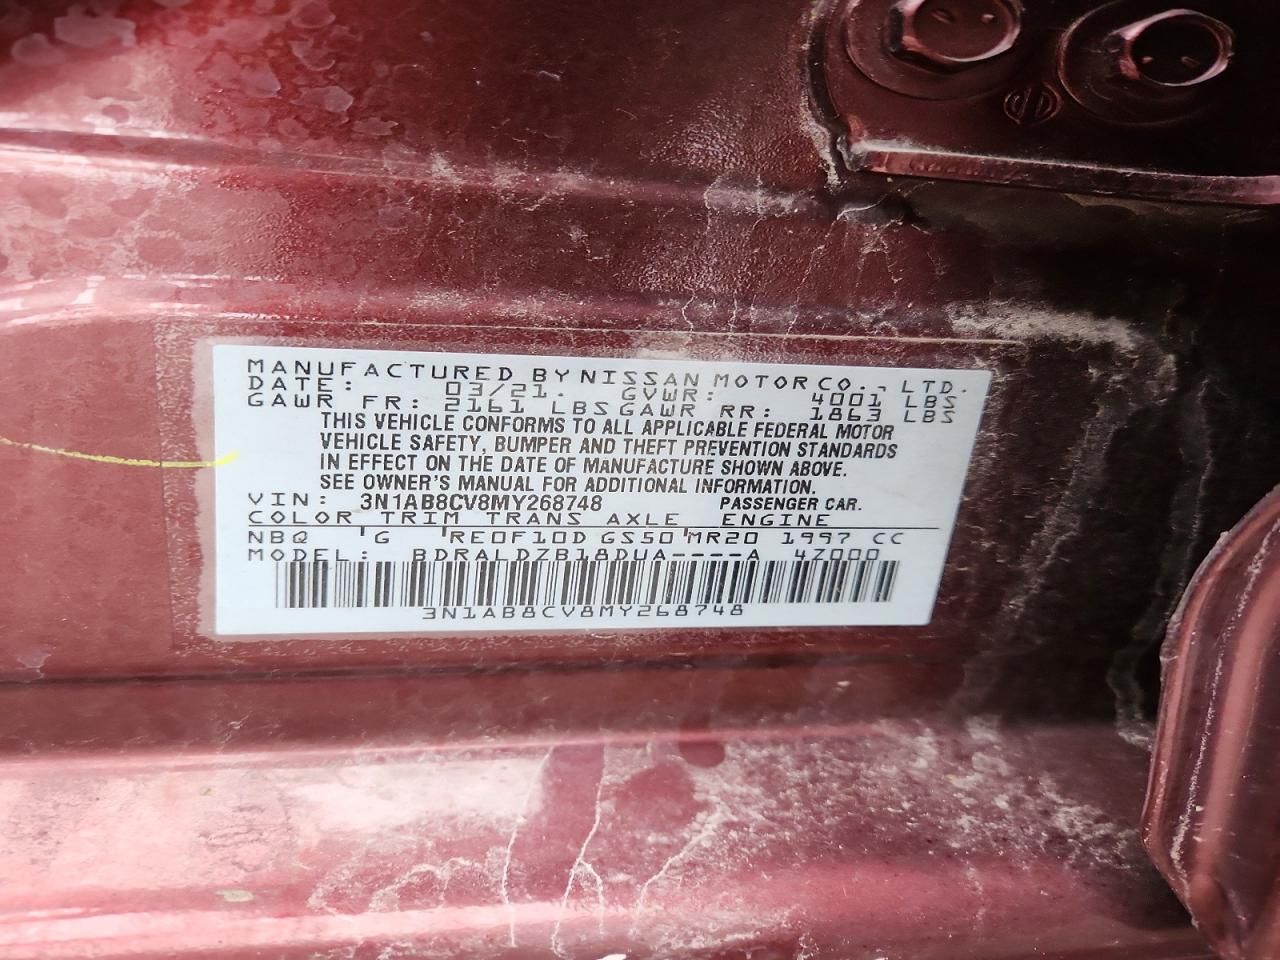 MANUFACTURED BY NISSAN MOTOR CO., LTD.
DATE: 03/21. GVWR: 4001 LBS
GAWR FR: 2161 LBS GAWR RR: 1863 LBS
THIS VEHICLE CONFORMS TO ALL APPLICABLE FEDERAL MOTOR
VEHICLE SAFETY, BUMPER AND THEFT PREVENTION STANDARDS
IN EFFECT ON THE DATE OF MANUFACTURE SHOWN ABOVE.
SEE OWNER'S MANUAL FOR ADDITIONAL INFORMATION.
VIN: 3N1AB8CV8MY268748 PASSENGER CAR.
COLOR TRIM TRANS AXLE ENGINE
NBQ 'G 'RE0F10D GS50'MR20 1997 CC
MODEL: BDRALDZB18DUA----A 4Z000
3N1AB8CV8MY268748